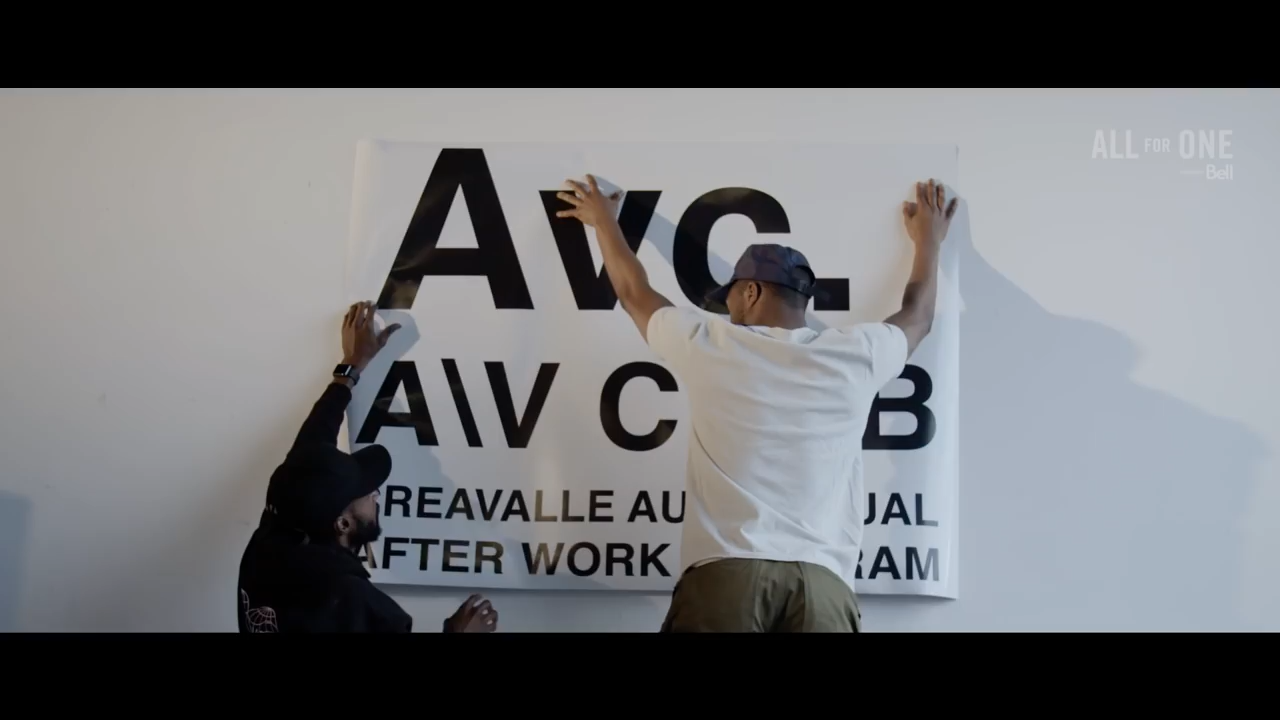 ALL FOR ONE
Bell
Avc.
A\V C B
REAVALLE AU UAL
AFTER WORK RAM